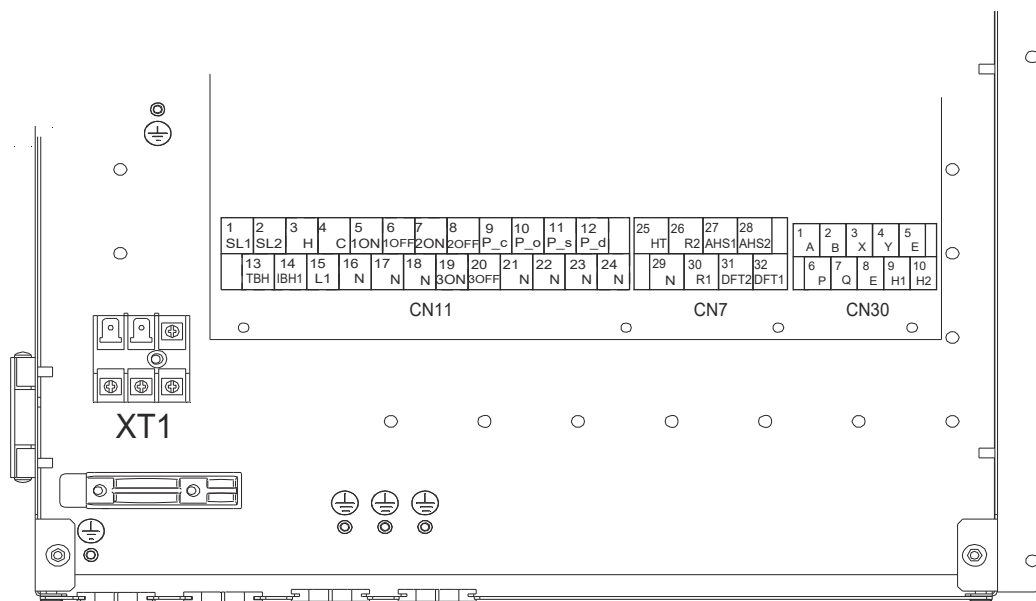 1 2 3 4 5 6 7 8 9 10 11 12
SL1 SL2 H C 1ON 1OFF 2ON 2OFF P_c P_o P_s P_d
13 14 15 16 17 18 19 20 21 22 23 24
TBH IBH1 L1 N N N 3ON 3OFF N N N N
CN11
25 26 27 28
HT R2 AHS1 AHS2
29 30 31 32
N R1 DFT2 DFT1
CN7
1 2 3 4 5
A B X Y E
6 7 8 9 10
P Q E H1 H2
CN30
XT1